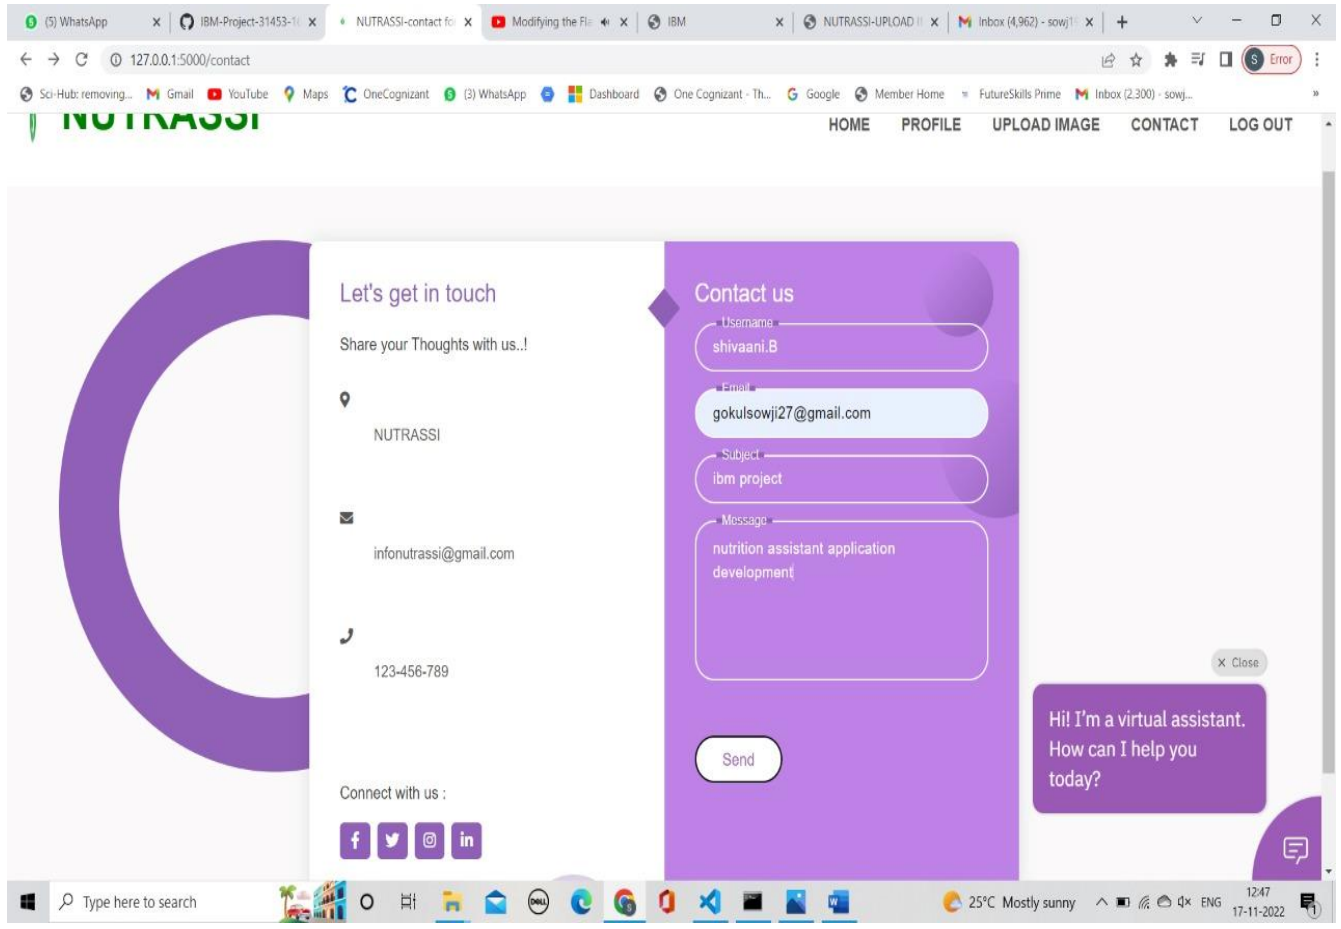 (5) WhatsApp
IBM-Project-31453-1
NUTRASSI-contact fo
Modifying the Fla
IBM
NUTRASSI-UPLOAD I
Inbox (4,962) - sowj1
127.0.0.1:5000/contact
Error
Sci-Hub: removing...
Gmail
YouTube
Maps
OneCognizant
(3) WhatsApp
Dashboard
One Cognizant - Th...
Google
Member Home
FutureSkills Prime
Inbox (2,300) - sowj...
NUTRASSI
HOME PROFILE UPLOAD IMAGE CONTACT LOG OUT
Let's get in touch
Share your Thoughts with us..!
NUTRASSI
infonutrassi@gmail.com
123-456-789
Connect with us :
Contact us
Username
shivaani.B
Email
gokulsowji27@gmail.com
Subject
ibm project
Message
nutrition assistant application
development
Send
X Close
Hi! I'm a virtual assistant.
How can I help you
today?
Type here to search
25°C Mostly sunny
ENG
12:47
17-11-2022